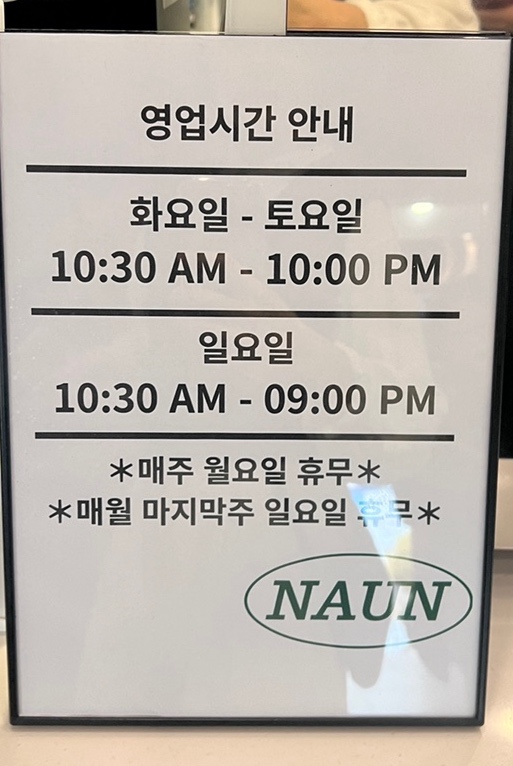 영업시간 안내
화요일 - 토요일
10:30 AM - 10:00 PM
일요일
10:30 AM - 09:00 PM
*매주 월요일 휴무*
*매월 마지막주 일요일 휴무*
NAUN